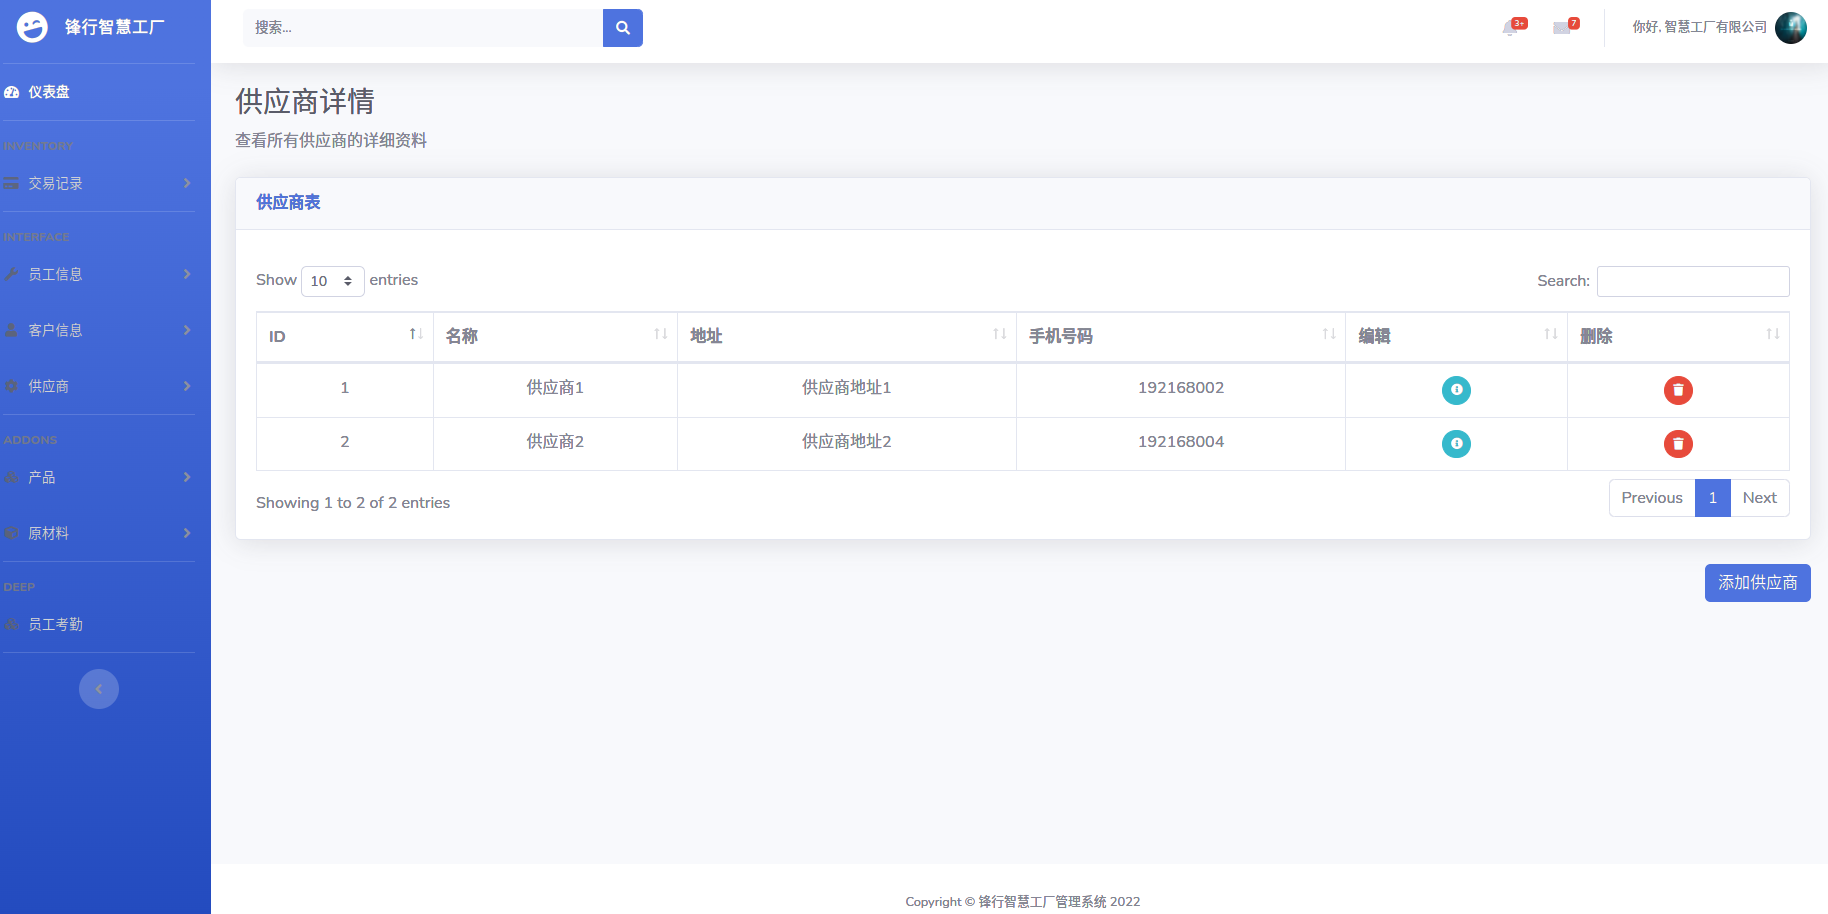 锋行智慧工厂
仪表盘
INVENTORY
交易记录
INTERFACE
员工信息
客户信息
供应商
ADDONS
产品
原材料
DEEP
员工考勤
搜索...
3+
7
你好, 智慧工厂有限公司
供应商详情
查看所有供应商的详细资料
供应商表
Show 10 entries
Search:
ID 名称 地址 手机号码 编辑 删除
1 供应商1 供应商地址1 192168002
2 供应商2 供应商地址2 192168004
Showing 1 to 2 of 2 entries
Previous 1 Next
添加供应商
Copyright © 锋行智慧工厂管理系统 2022